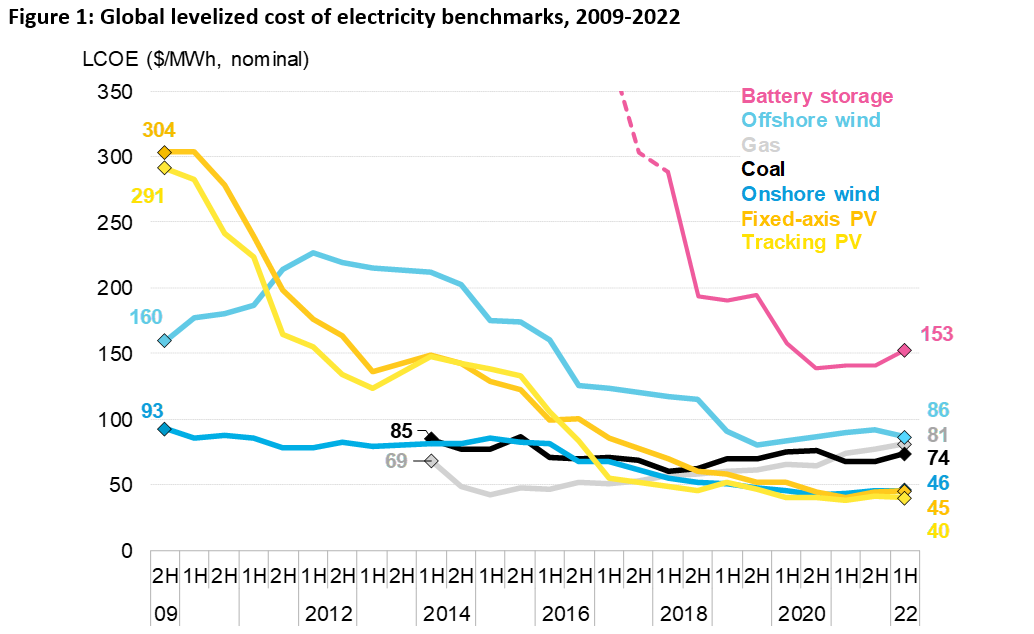 Figure 1: Global levelized cost of electricity benchmarks, 2009-2022
LCOE ($/MWh, nominal)
350
300
250
200
150
100
50
0
304
291
160
93
85
69
Battery storage
Offshore wind
Gas
Coal
Onshore wind
Fixed-axis PV
Tracking PV
153
86
81
74
46
45
40
2H 1H 2H 1H 2H 1H 2H 1H 2H 1H 2H 1H 2H 1H 2H 1H 2H 1H 2H 1H 2H 1H 2H 1H 2H 1H
09 2012 2014 2016 2018 2020 22